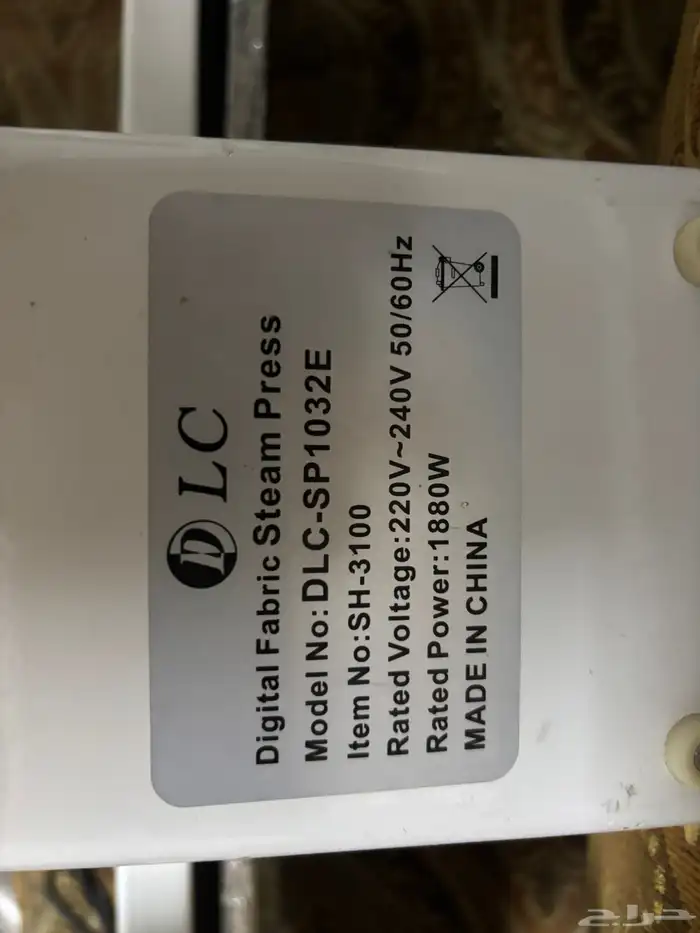 DLC
Digital Fabric Steam Press
Model No:DLC-SP1032E
Item No:SH-3100
Rated Voltage:220V~240V 50/60Hz
Rated Power:1880W
MADE IN CHINA
حراج